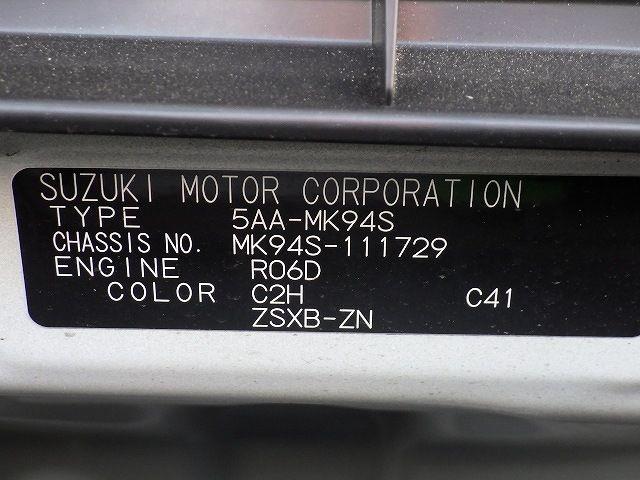 SUZUKI MOTOR CORPORATION
TYPE 5AA-MK94S
CHASSIS NO. MK94S-111729
ENGINE R06D
COLOR C2H C41
ZSXB-ZN